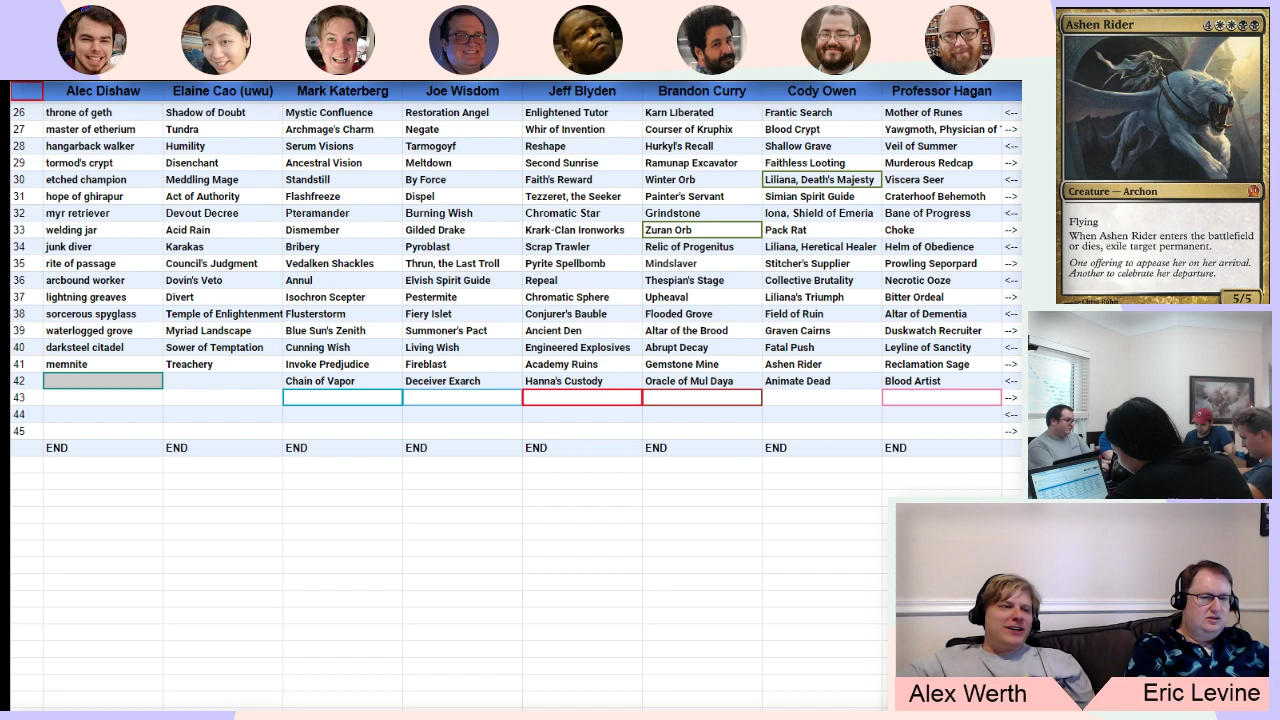 Alec Dishaw Elaine Cao (uwu) Mark Katerberg Joe Wisdom Jeff Blyden Brandon Curry Cody Owen Professor Hagan
26 throne of geth Shadow of Doubt Mystic Confluence Restoration Angel Enlightened Tutor Karn LIberated Frantic Search Mother of Runes <--
27 master of etherium Tundra Archmage's Charm Negate Whir of Invention Courser of Kruphix Blood Crypt Yawgmoth, Physician of -->
28 hangarback walker Humility Serum Visions Tarmogoyf Reshape Hurkyl's Recall Shallow Grave Veil of Summer <--
29 tormod's crypt Disenchant Ancestral Vision Meltdown Second Sunrise Ramunap Excavator Faithless Looting Murderous Redcap -->
30 etched champion Meddling Mage Standstill By Force Faith's Reward Winter Orb Liliana, Death's Majesty Viscera Seer <--
31 hope of ghirapur Act of Authority Flashfreeze Dispel Tezzeret, the Seeker Painter's Servant Simian Spirit Guide Craterhoof Behemoth -->
32 myr retriever Devout Decree Pteramander Burning Wish Chromatic Star Grindstone Iona, Shield of Emeria Bane of Progress <--
33 welding jar Acid Rain Dismember Gilded Drake Krark-Clan Ironworks Zuran Orb Pack Rat Choke -->
34 junk diver Karakas Bribery Pyroblast Scrap Trawler Relic of Progenitus Liliana, Heretical Healer Helm of Obedience <--
35 rite of passage Council's Judgment Vedalken Shackles Thrun, the Last Troll Pyrite Spellbomb Mindslaver Stitcher's Supplier Prowling Seporpard -->
36 arcbound worker Dovin's Veto Annul Elvish Spirit Guide Repeal Thespian's Stage Collective Brutality Necrotic Ooze <--
37 lightning greaves Divert Isochron Scepter Pestermite Chromatic Sphere Upheaval Liliana's Triumph Bitter Ordeal -->
38 sorcerous spyglass Temple of Enlightenment Flusterstorm Fiery Islet Conjurer's Bauble Flooded Grove Field of Ruin Altar of Dementia <--
39 waterlogged grove Myriad Landscape Blue Sun's Zenith Summoner's Pact Ancient Den Altar of the Brood Graven Cairns Duskwatch Recruiter -->
40 darksteel citadel Sower of Temptation Cunning Wish Living Wish Engineered Explosives Abrupt Decay Fatal Push Leyline of Sanctity <--
41 memnite Treachery Invoke Predjudice Fireblast Academy Ruins Gemstone Mine Ashen Rider Reclamation Sage -->
42 Chain of Vapor Deceiver Exarch Hanna's Custody Oracle of Mul Daya Animate Dead Blood Artist <--
43 -->
44 <--
45 -->
END END END END END END END END
Ashen Rider 4
Creature — Archon
Flying
When Ashen Rider enters the battlefield
or dies, exile target permanent.
One offering to appease her on her arrival.
Another to celebrate her departure.
5/5
Alex Werth
Eric Levine